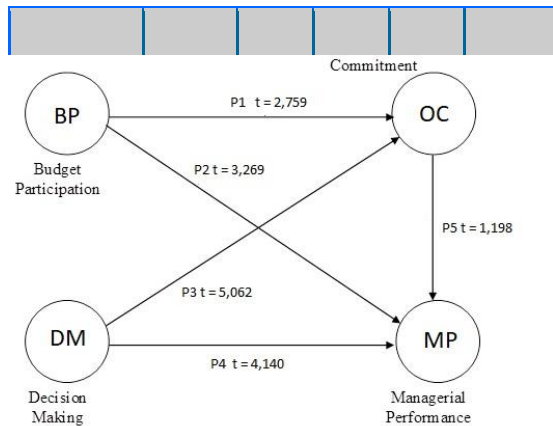 Commitment
BP
P1 t = 2,759
OC
Budget
Participation
P2 t = 3,269
P5 t = 1,198
P3 t = 5,062
DM
MP
P4 t = 4,140
Decision
Making
Managerial
Performance